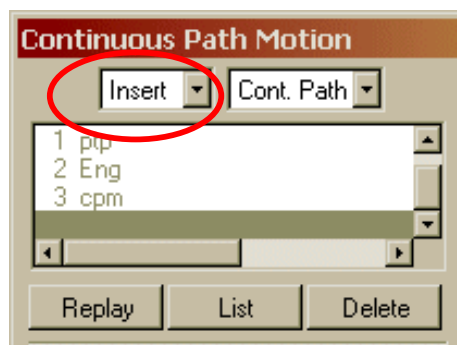 Continuous Path Motion
Insert Cont. Path
1 ptp
2 Eng
3 cpm
Replay List Delete